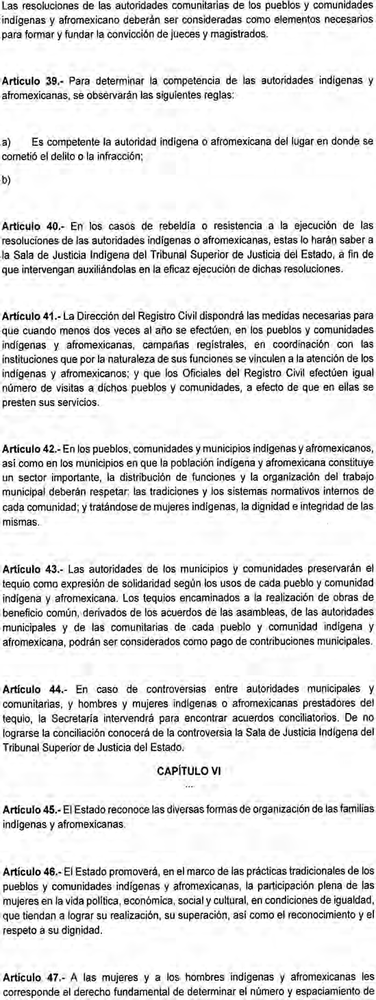 Las resoluciones de las autoridades comunitarias de los pueblos y comunidades
indígenas y afromexicano deberán ser consideradas como elementos necesarios
para formar y fundar la convicción de jueces y magistrados.
Artículo 39.- Para determinar la competencia de las autoridades indígenas y
afromexicanas, se observarán las siguientes reglas:
a) Es competente la autoridad indígena o afromexicana del lugar en donde se
cometió el delito o la infracción;
b)
Artículo 40.- En los casos de rebeldía o resistencia a la ejecución de las
resoluciones de las autoridades indígenas o afromexicanas, estas lo harán saber a
la Sala de Justicia Indígena del Tribunal Superior de Justicia del Estado, a fin de
que intervengan auxiliándolas en la eficaz ejecución de dichas resoluciones.
Artículo 41.- La Dirección del Registro Civil dispondrá las medidas necesarias para
que cuando menos dos veces al año se efectúen, en los pueblos y comunidades
indígenas y afromexicanas, campañas registrales, en coordinación con las
instituciones que por la naturaleza de sus funciones se vinculen a la atención de los
indígenas y afromexicanos; y que los Oficiales del Registro Civil efectúen igual
número de visitas a dichos pueblos y comunidades, a efecto de que en ellas se
presten sus servicios.
Artículo 42.- En los pueblos, comunidades y municipios indígenas y afromexicanos,
así como en los municipios en que la población indígena y afromexicana constituye
un sector importante, la distribución de funciones y la organización del trabajo
municipal deberán respetar: las tradiciones y los sistemas normativos internos de
cada comunidad; y tratándose de mujeres indígenas, la dignidad e integridad de las
mismas.
Artículo 43.- Las autoridades de los municipios y comunidades preservarán el
tequio como expresión de solidaridad según los usos de cada pueblo y comunidad
indígena y afromexicana. Los tequios encaminados a la realización de obras de
beneficio común, derivados de los acuerdos de las asambleas, de las autoridades
municipales y de las comunitarias de cada pueblo y comunidad indígena y
afromexicana, podrán ser considerados como pago de contribuciones municipales.
Artículo 44.- En caso de controversias entre autoridades municipales y
comunitarias, y hombres y mujeres indígenas o afromexicanas prestadores del
tequio, la Secretaría intervendrá para encontrar acuerdos conciliatorios. De no
lograrse la conciliación conocerá de la controversia la Sala de Justicia Indígena del
Tribunal Superior de Justicia del Estado.
CAPÍTULO VI
...
Artículo 45.- El Estado reconoce las diversas formas de organización de las familias
indígenas y afromexicanas.
Artículo 46.- El Estado promoverá, en el marco de las prácticas tradicionales de los
pueblos y comunidades indígenas y afromexicanas, la participación plena de las
mujeres en la vida política, económica, social y cultural, en condiciones de igualdad,
que tiendan a lograr su realización, su superación, así como el reconocimiento y el
respeto a su dignidad.
Artículo 47.- A las mujeres y a los hombres indígenas y afromexicanas les
corresponde el derecho fundamental de determinar el número y espaciamiento de